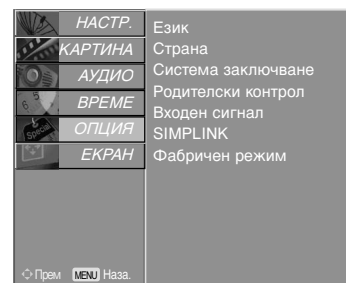 НАСТР.
КАРТИНА
АУДИО
ВРЕМЕ
ОПЦИЯ
ЕКРАН
Език
Страна
Система заключване
Родителски контрол
Входен сигнал
SIMPLINK
Фабричен режим
Прем MENU Наза.